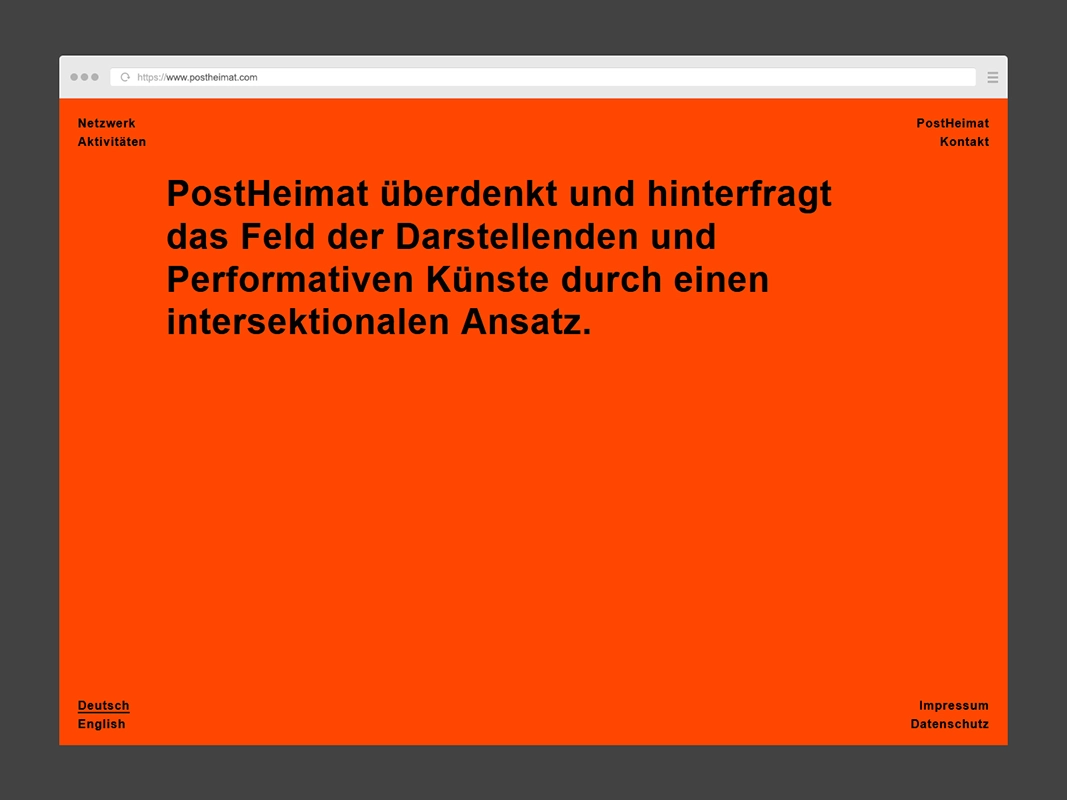 https://www.postheimat.com
Netzwerk
Aktivitäten
PostHeimat
Kontakt
PostHeimat überdenkt und hinterfragt
das Feld der Darstellenden und
Performativen Künste durch einen
intersektionalen Ansatz.
Deutsch
English
Impressum
Datenschutz